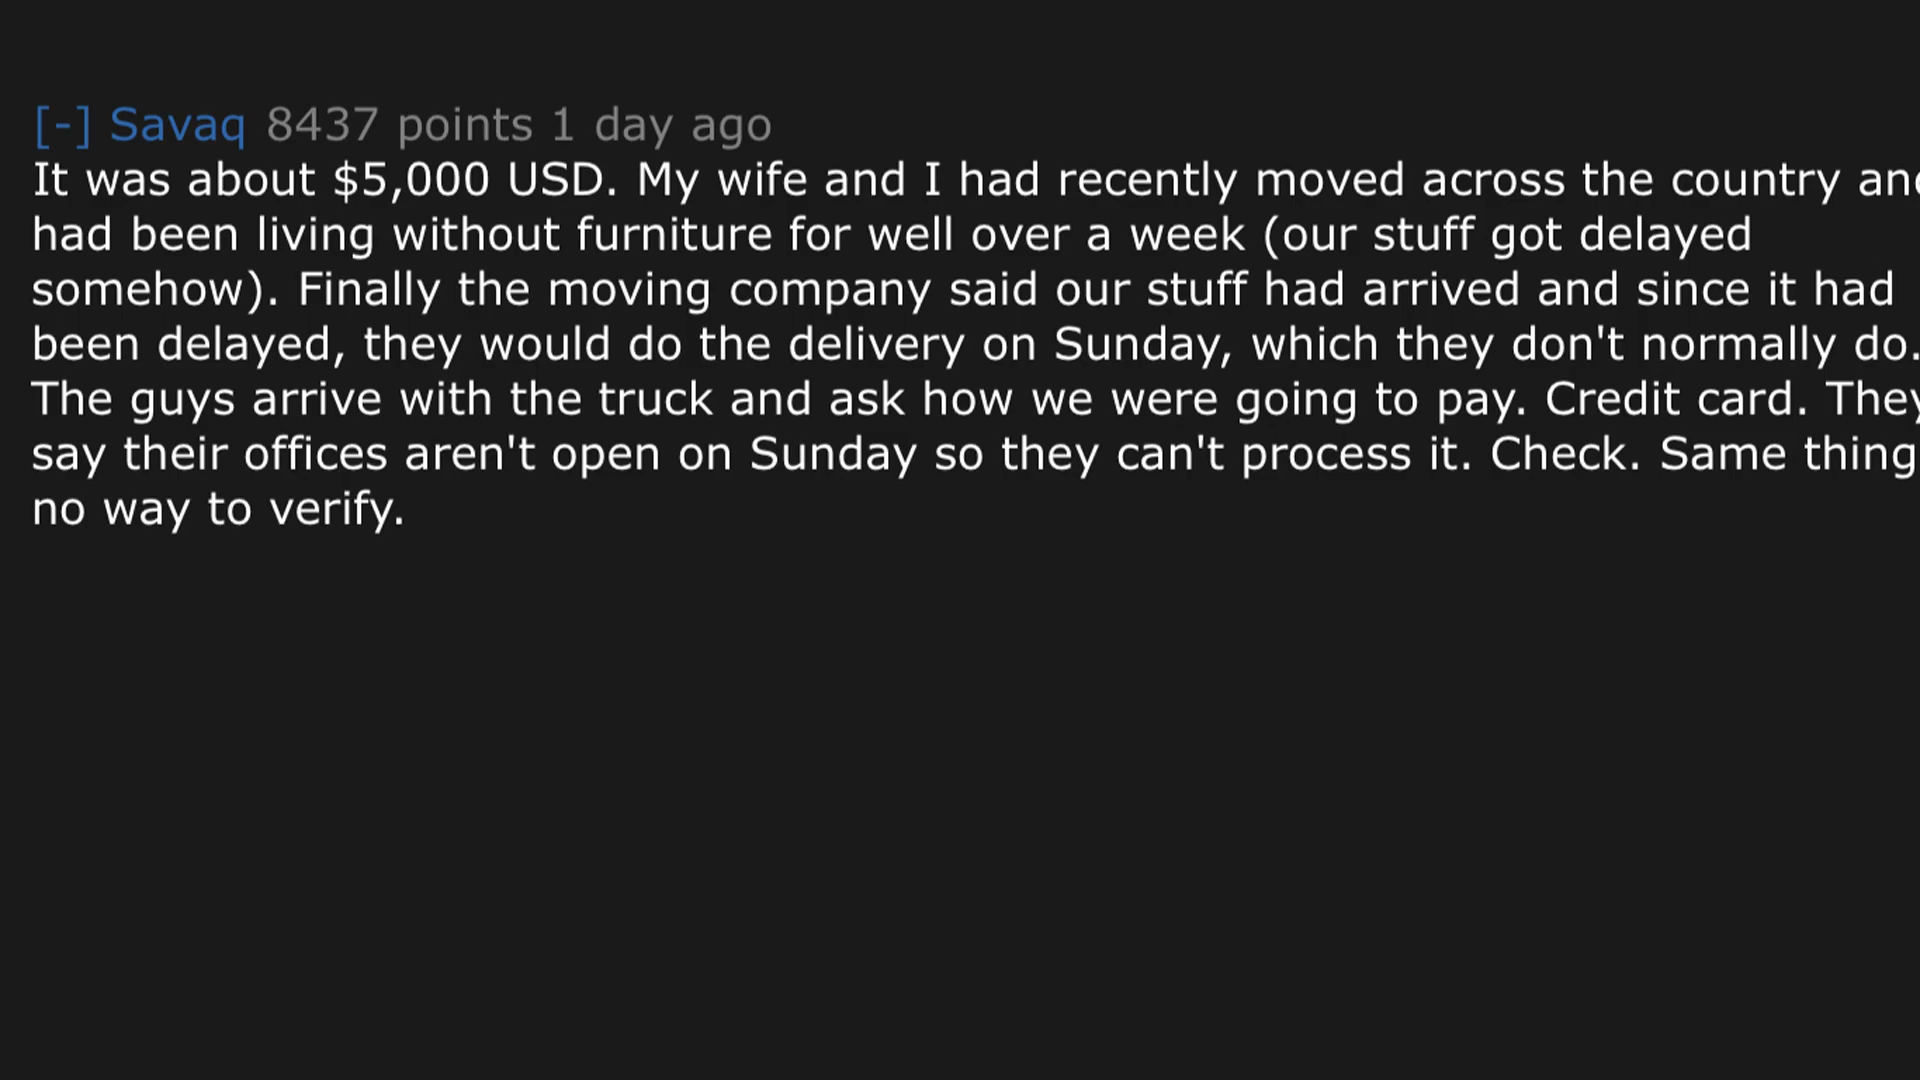 [-] Savaq 8437 points 1 day ago
It was about $5,000 USD. My wife and I had recently moved across the country and
had been living without furniture for well over a week (our stuff got delayed
somehow). Finally the moving company said our stuff had arrived and since it had
been delayed, they would do the delivery on Sunday, which they don't normally do.
The guys arrive with the truck and ask how we were going to pay. Credit card. They
say their offices aren't open on Sunday so they can't process it. Check. Same thing
no way to verify.